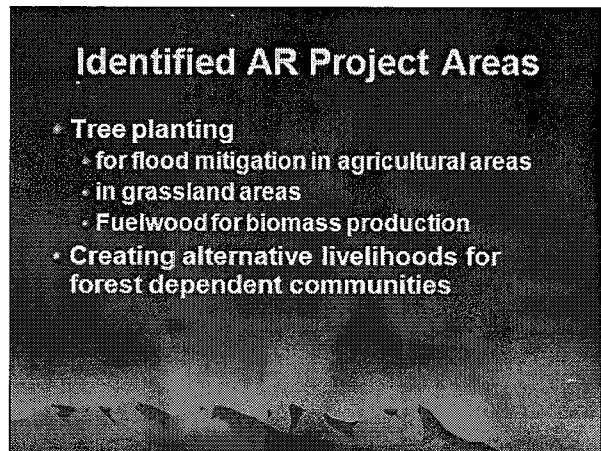 Identified AR Project Areas
• Tree planting
• for flood mitigation in agricultural areas
• in grassland areas
• Fuelwood for biomass production
• Creating alternative livelihoods for
forest dependent communities